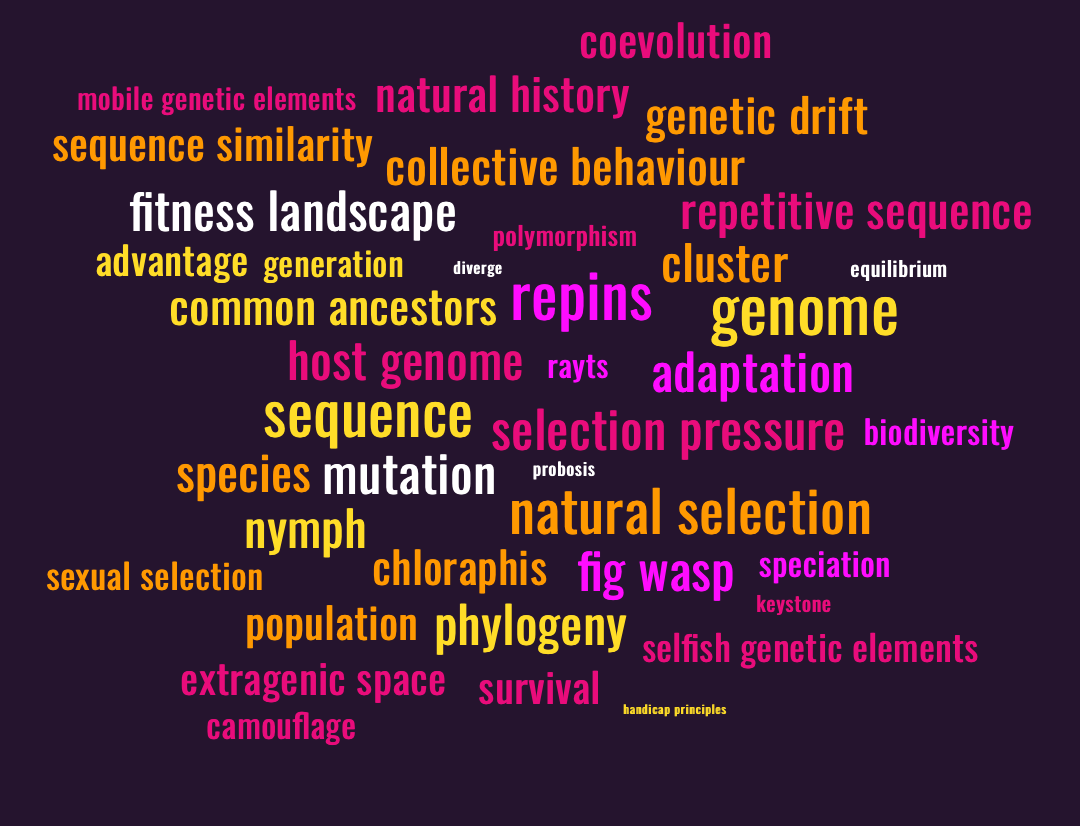 coevolution
mobile genetic elements
natural history
genetic drift
sequence similarity
collective behaviour
fitness landscape
repetitive sequence
polymorphism
advantage
generation
diverge
cluster
equilibrium
common ancestors
repins
genome
host genome
rayts
adaptation
sequence
selection pressure
biodiversity
species
mutation
probosis
natural selection
nymph
sexual selection
chloraphis
fig wasp
speciation
keystone
population
phylogeny
selfish genetic elements
extragenic space
survival
handicap principles
camouflage